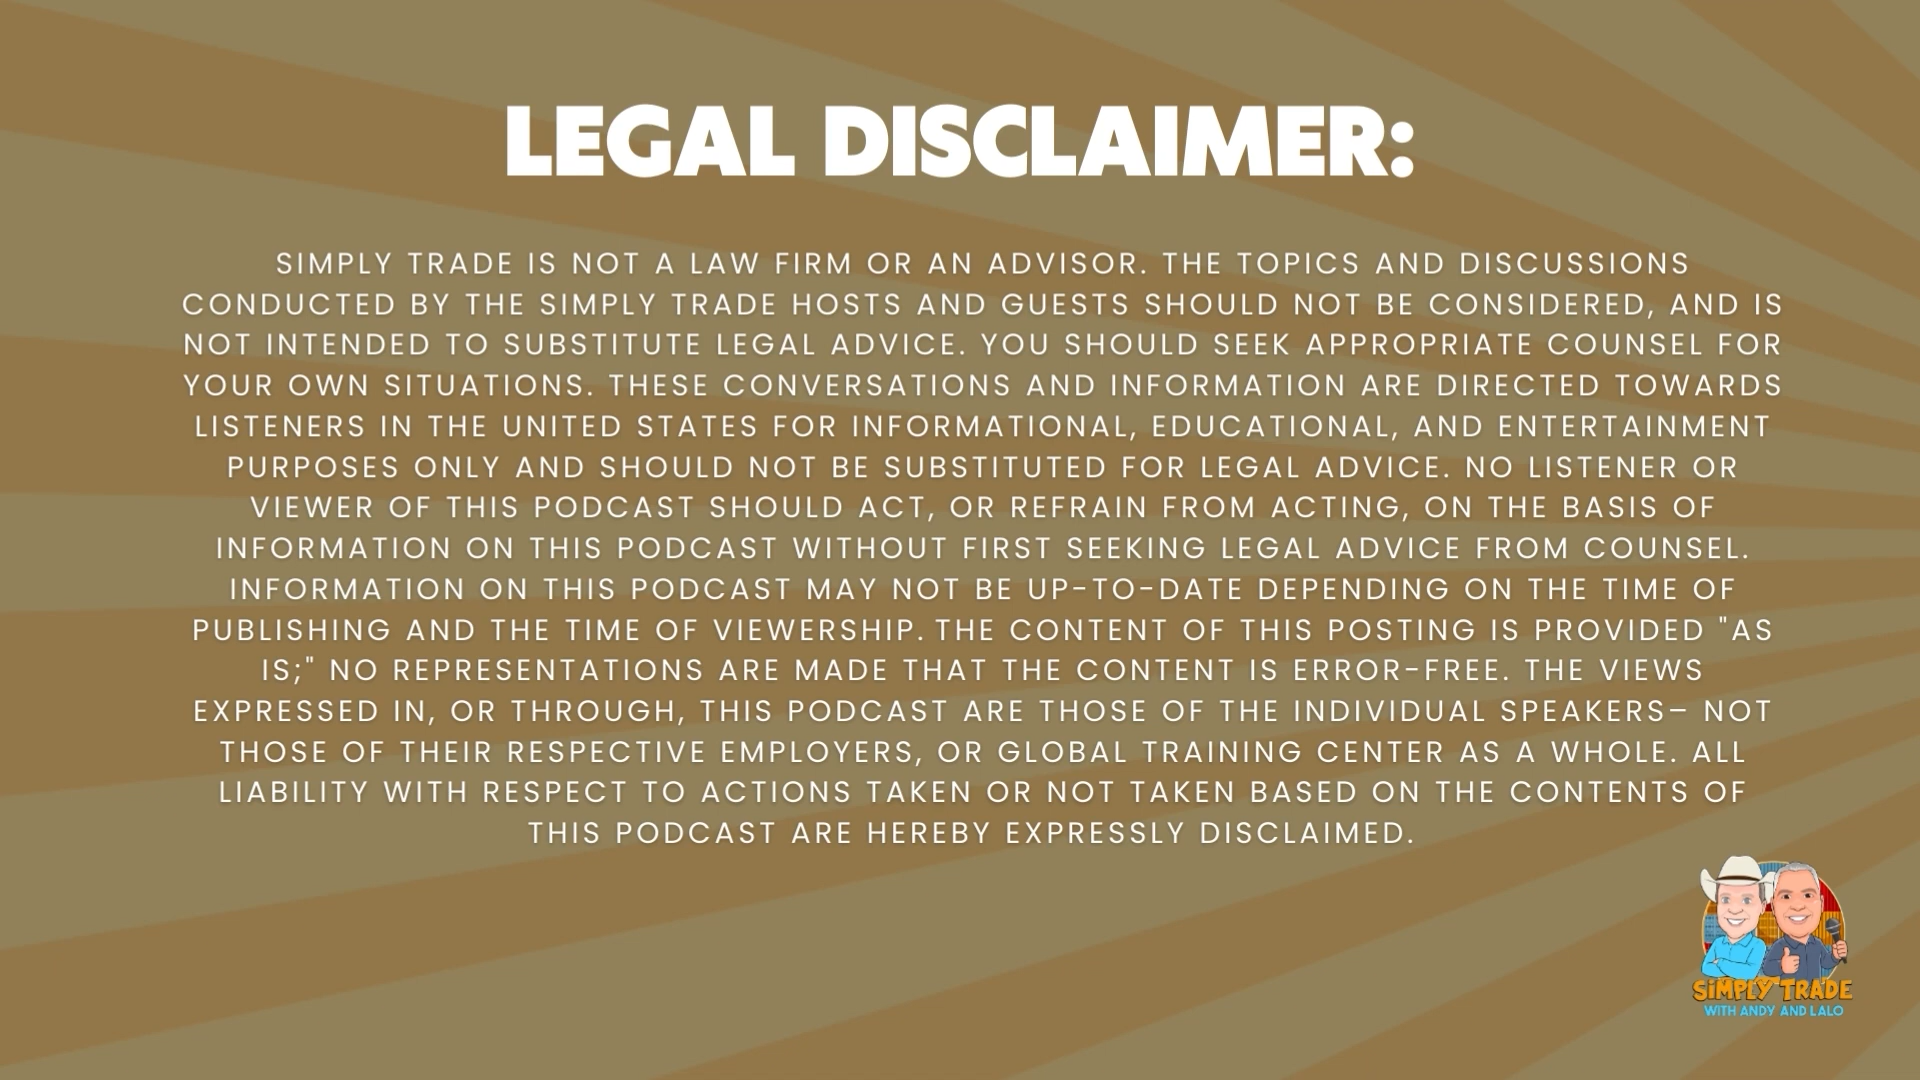 LEGAL DISCLAIMER:
SIMPLY TRADE IS NOT A LAW FIRM OR AN ADVISOR. THE TOPICS AND DISCUSSIONS
CONDUCTED BY THE SIMPLY TRADE HOSTS AND GUESTS SHOULD NOT BE CONSIDERED, AND IS
NOT INTENDED TO SUBSTITUTE LEGAL ADVICE. YOU SHOULD SEEK APPROPRIATE COUNSEL FOR
YOUR OWN SITUATIONS. THESE CONVERSATIONS AND INFORMATION ARE DIRECTED TOWARDS
LISTENERS IN THE UNITED STATES FOR INFORMATIONAL, EDUCATIONAL, AND ENTERTAINMENT
PURPOSES ONLY AND SHOULD NOT BE SUBSTITUTED FOR LEGAL ADVICE. NO LISTENER OR
VIEWER OF THIS PODCAST SHOULD ACT, OR REFRAIN FROM ACTING, ON THE BASIS OF
INFORMATION ON THIS PODCAST WITHOUT FIRST SEEKING LEGAL ADVICE FROM COUNSEL.
INFORMATION ON THIS PODCAST MAY NOT BE UP-TO-DATE DEPENDING ON THE TIME OF
PUBLISHING AND THE TIME OF VIEWERSHIP. THE CONTENT OF THIS POSTING IS PROVIDED "AS
IS;" NO REPRESENTATIONS ARE MADE THAT THE CONTENT IS ERROR-FREE. THE VIEWS
EXPRESSED IN, OR THROUGH, THIS PODCAST ARE THOSE OF THE INDIVIDUAL SPEAKERS– NOT
THOSE OF THEIR RESPECTIVE EMPLOYERS, OR GLOBAL TRAINING CENTER AS A WHOLE. ALL
LIABILITY WITH RESPECT TO ACTIONS TAKEN OR NOT TAKEN BASED ON THE CONTENTS OF
THIS PODCAST ARE HEREBY EXPRESSLY DISCLAIMED.
SIMPLY TRADE
WITH ANDY AND LALO